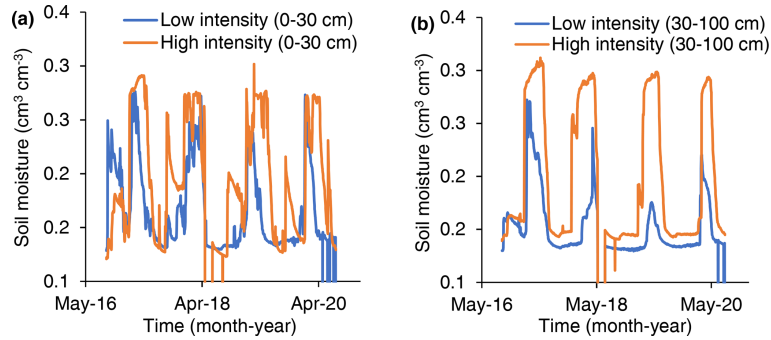 (a)
Low intensity (0-30 cm)
High intensity (0-30 cm)
Soil moisture (cm³ cm⁻³)
0.4
0.3
0.3
0.2
0.2
0.1
May-16
Apr-18
Apr-20
Time (month-year)
(b)
Low intensity (30-100 cm)
High intensity (30-100 cm)
Soil moisture (cm³ cm⁻³)
0.4
0.3
0.3
0.2
0.2
0.1
May-16
May-18
May-20
Time (month-year)